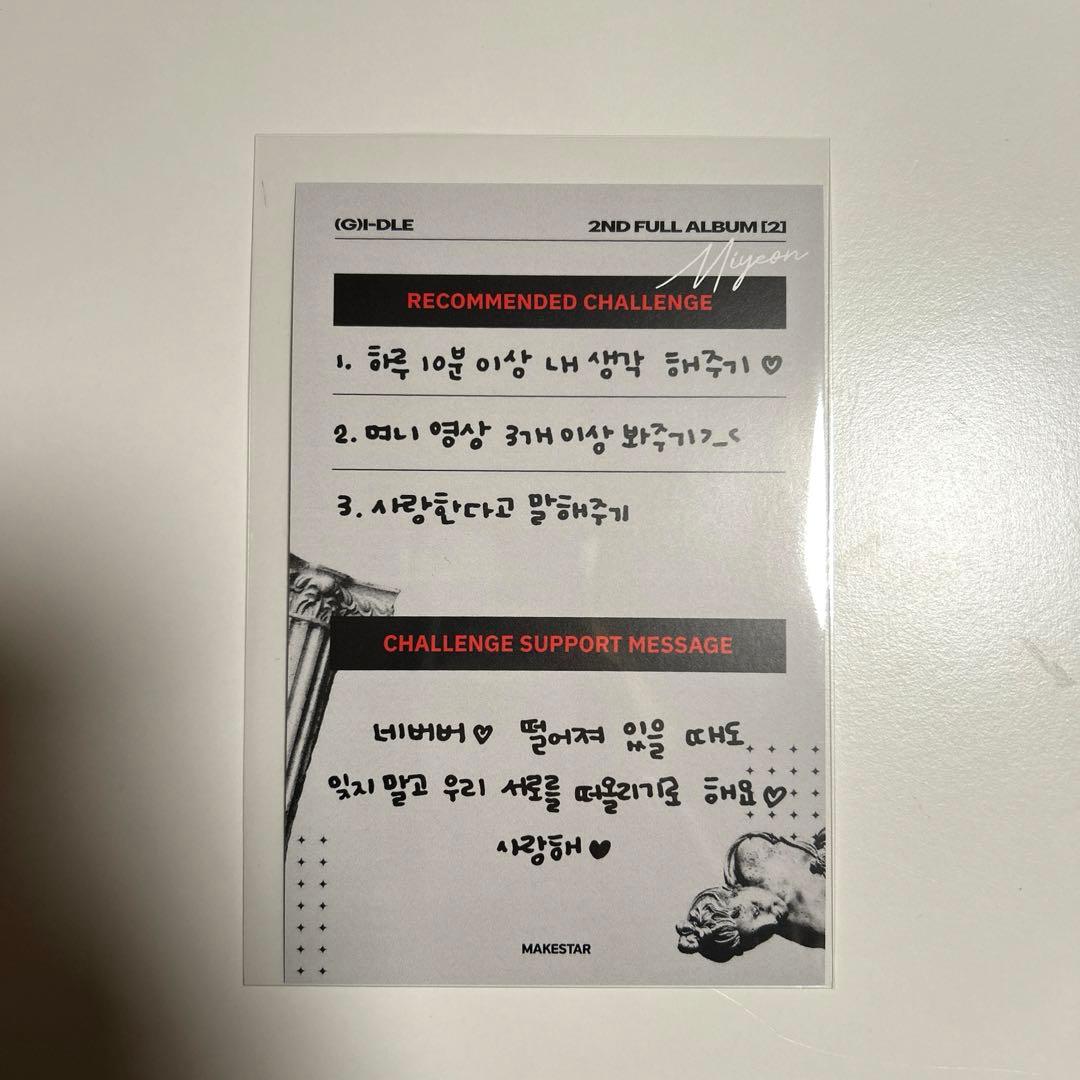 (G)I-DLE 2ND FULL ALBUM [2]
Miyeon
RECOMMENDED CHALLENGE
1. 하루 10분 이상 내 생각 해주기 ♡
2. 며니 영상 3개 이상 봐주기 >_<
3. 사랑한다고 말해주기
CHALLENGE SUPPORT MESSAGE
네버버♡ 떨어져 있을 때도
잊지 말고 우리 서로를 떠올리기로 해요♡
사랑해♥
MAKESTAR